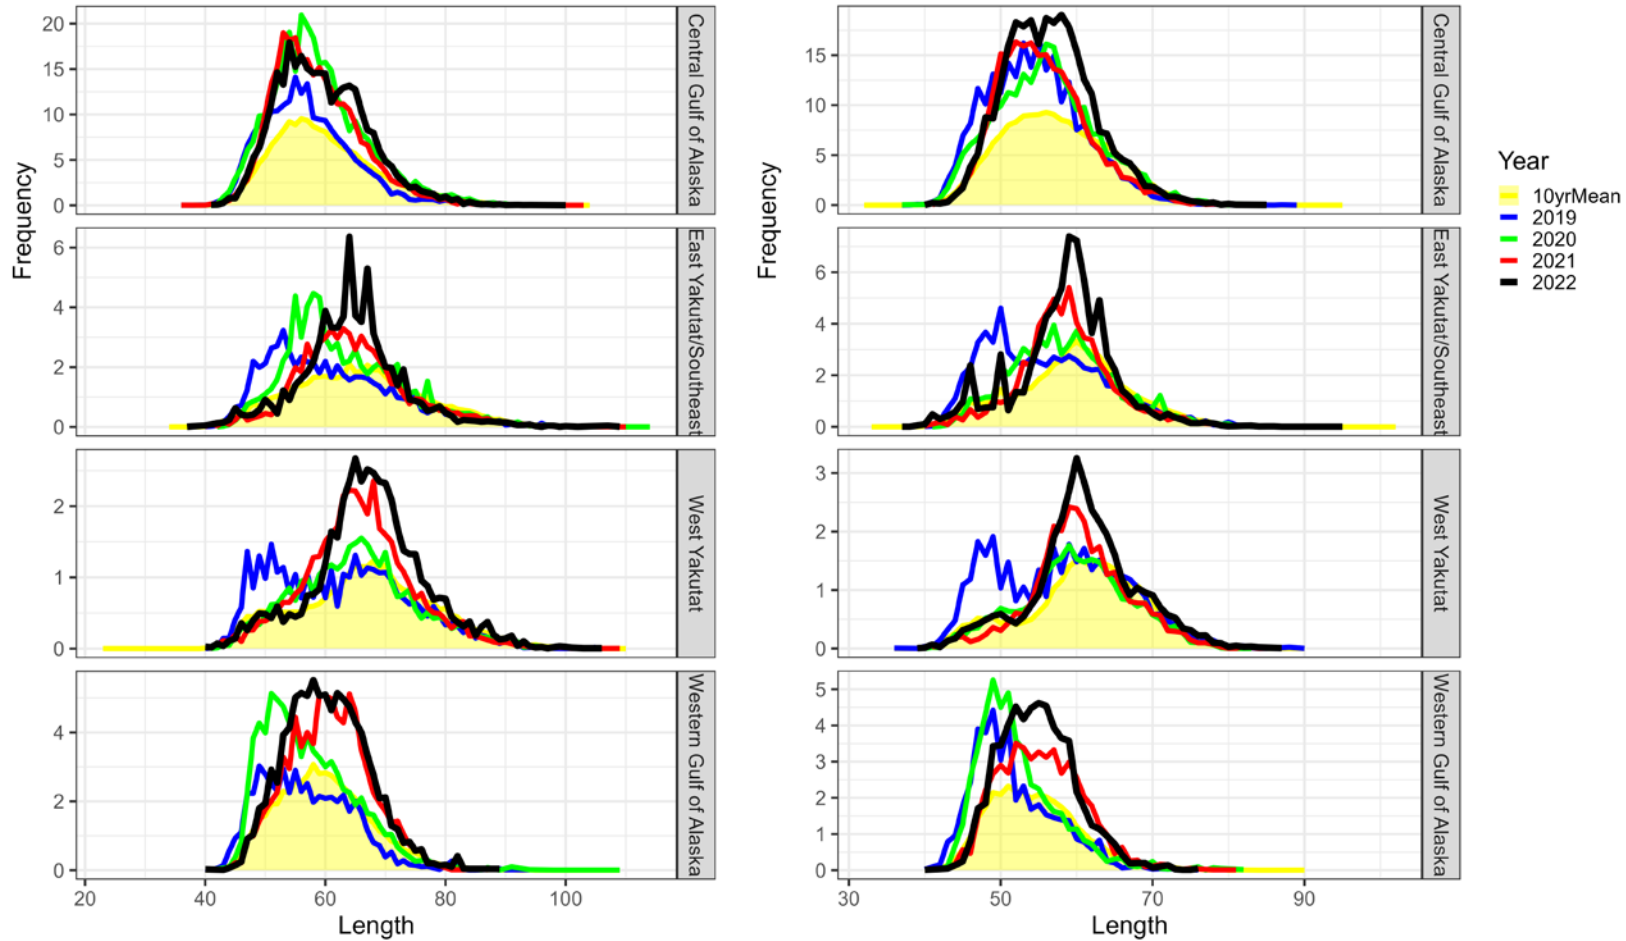 Frequency
20
15
10
5
0
Central Gulf of Alaska
6
4
2
0
East Yakutat/Southeast
2
1
0
West Yakutat
4
2
0
Western Gulf of Alaska
20 40 60 80 100
Length
Frequency
15
10
5
0
Central Gulf of Alaska
6
4
2
0
East Yakutat/Southeast
3
2
1
0
West Yakutat
5
4
3
2
1
0
Western Gulf of Alaska
30 50 70 90
Length
Year
10yrMean
2019
2020
2021
2022